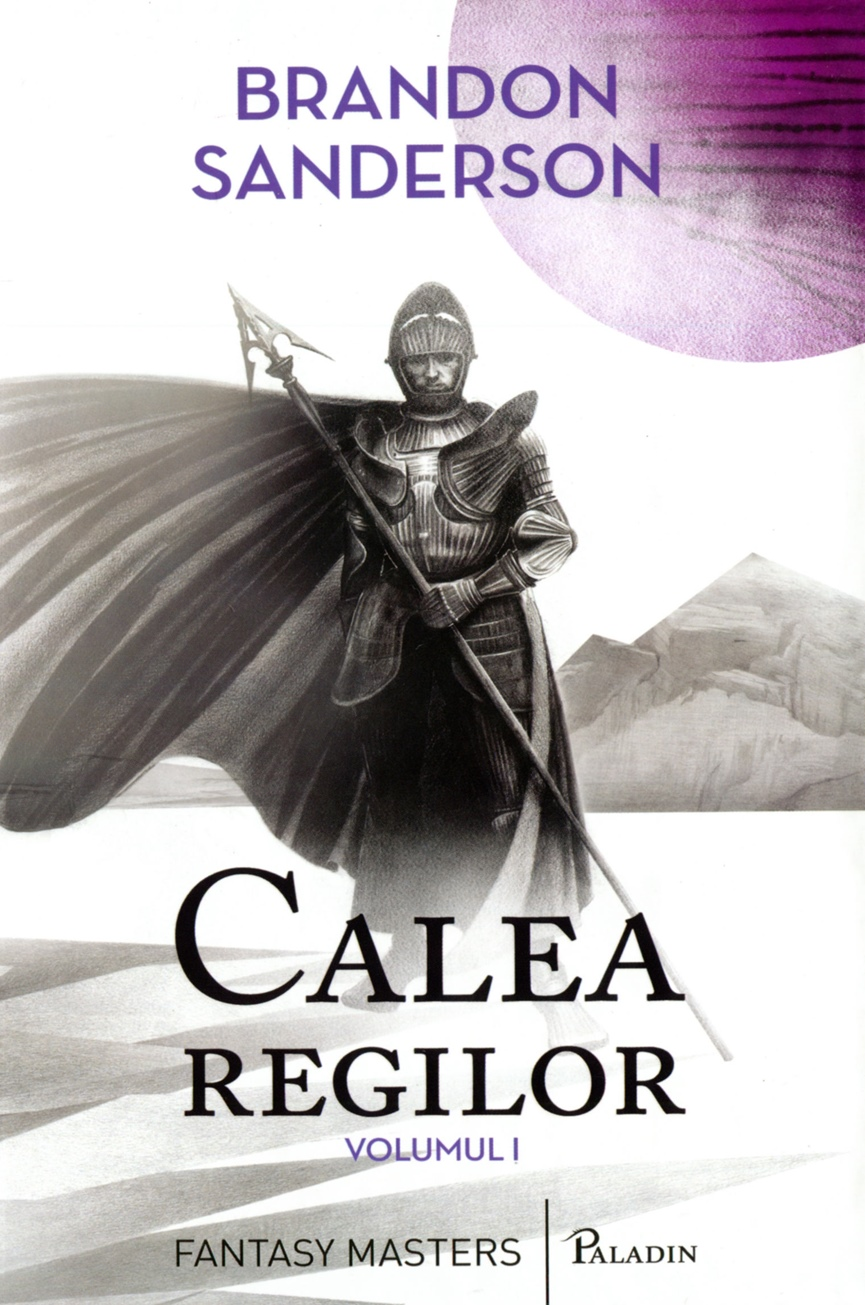 BRANDON
SANDERSON
CALEA
REGILOR
VOLUMUL I
FANTASY MASTERS
PALADIN